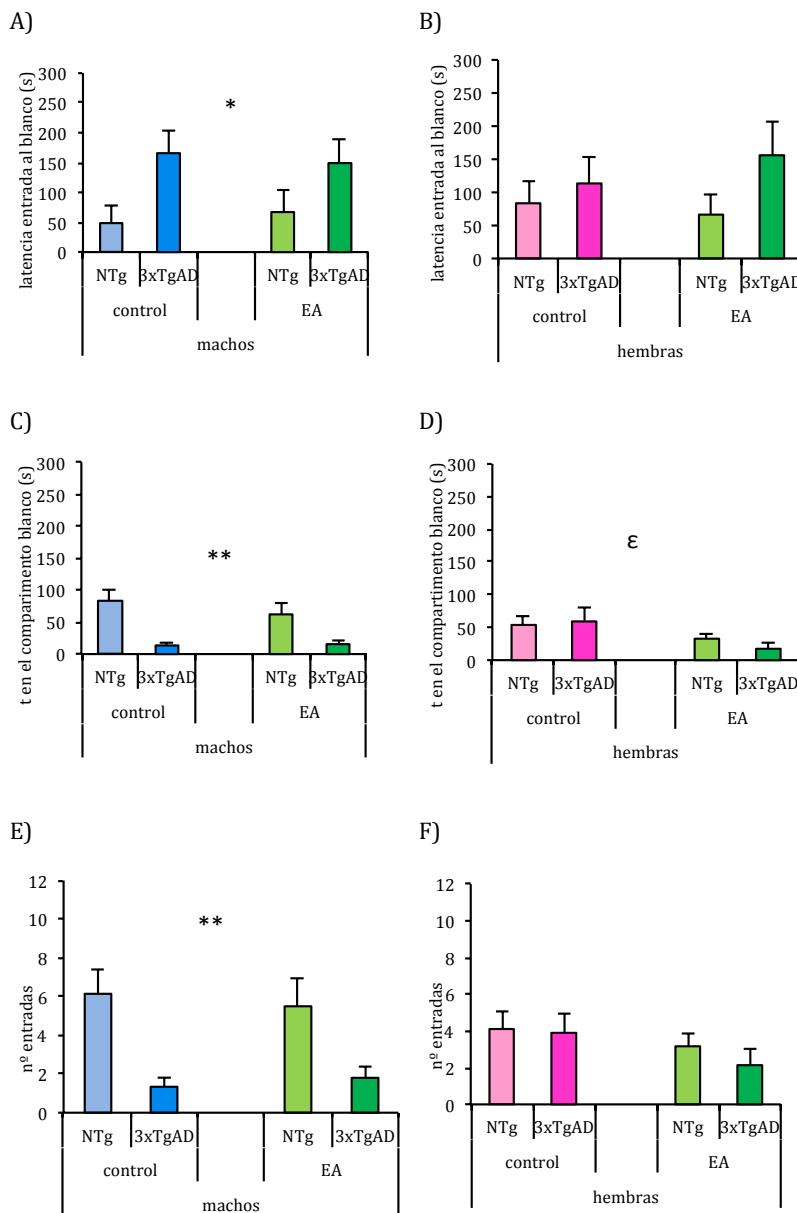 A)
latencia entrada al blanco (s)
300
250
200
150
100
50
0
*
NTg 3xTgAD NTg 3xTgAD
control EA
machos
B)
latencia entrada al blanco (s)
300
250
200
150
100
50
0
NTg 3xTgAD NTg 3xTgAD
control EA
hembras
C)
t en el comparimento blanco (s)
300
250
200
150
100
50
0
**
NTg 3xTgAD NTg 3xTgAD
control EA
machos
D)
t en el compartimento blanco (s)
300
250
200
150
100
50
0
ε
NTg 3xTgAD NTg 3xTgAD
control EA
hembras
E)
nº entradas
12
10
8
6
4
2
0
**
NTg 3xTgAD NTg 3xTgAD
control EA
machos
F)
nº entradas
12
10
8
6
4
2
0
NTg 3xTgAD NTg 3xTgAD
control EA
hembras